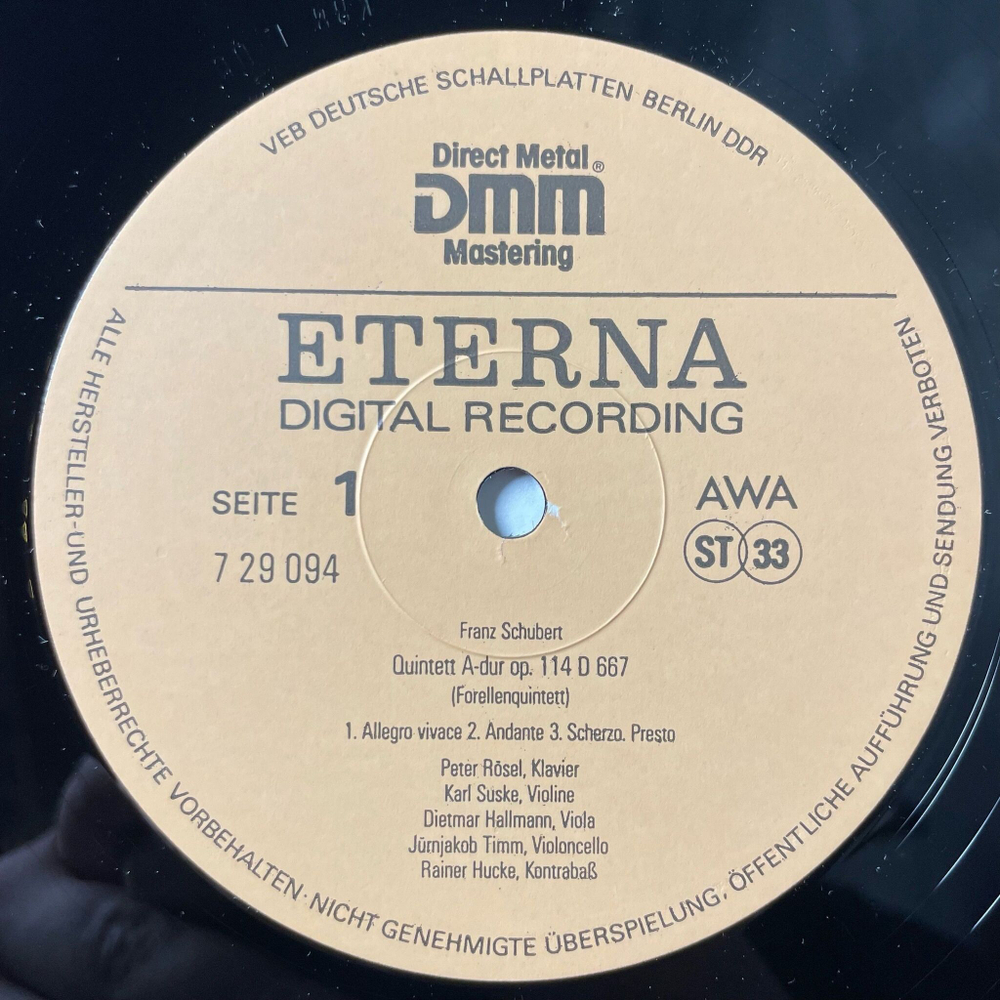 VEB DEUTSCHE SCHALLPLATTEN BERLIN DDR
Direct Metal
DMM®
Mastering
ETERNA
DIGITAL RECORDING
SEITE 1
7 29 094
AWA
ST 33
Franz Schubert
Quintett A-dur op. 114 D 667
(Forellenquintett)
1. Allegro vivace 2. Andante 3. Scherzo. Presto
Peter Rösel, Klavier
Karl Suske, Violine
Dietmar Hallmann, Viola
Jürnjakob Timm, Violoncello
Rainer Hucke, Kontrabaß
ALLE HERSTELLER-UND URHEBERRECHTE VORBEHALTEN·NICHT GENEHMIGTE ÜBERSPIELUNG, ÖFFENTLICHE AUFFÜHRUNG UND SENDUNG VERBOTEN